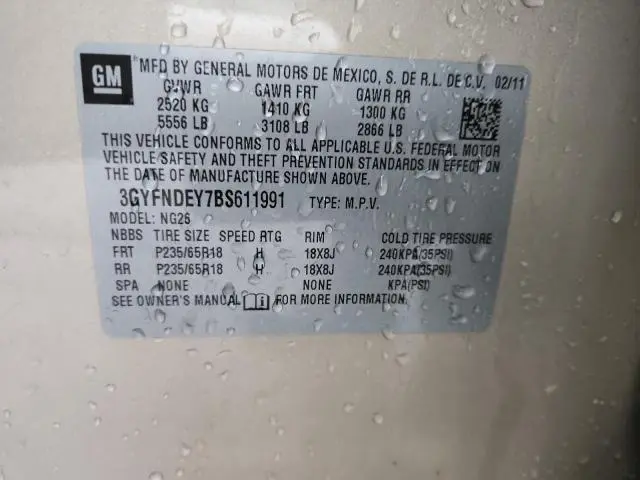 GM MFD BY GENERAL MOTORS DE MEXICO, S. DE R.L. DE C.V. 02/11
GVWR GAWR FRT GAWR RR
2520 KG 1410 KG 1300 KG
5556 LB 3108 LB 2866 LB
THIS VEHICLE CONFORMS TO ALL APPLICABLE U.S. FEDERAL MOTOR
VEHICLE/SAFETY AND THEFT PREVENTION STANDARDS IN EFFECT ON
THE DATE OF MANUFACTURE SHOWN ABOVE.
3GYFNDEY7BS611991 TYPE: M.P.V.
MODEL: NG26
NBBS TIRE SIZE SPEED RTG RIM COLD TIRE PRESSURE
FRT P235/65R18 H 18X8J 240KPA(35PSI)
RR P235/65R18 H 18X8J 240KPA(35PSI)
SPA NONE NONE KPA(PSI)
SEE OWNER'S MANUAL FOR MORE INFORMATION.